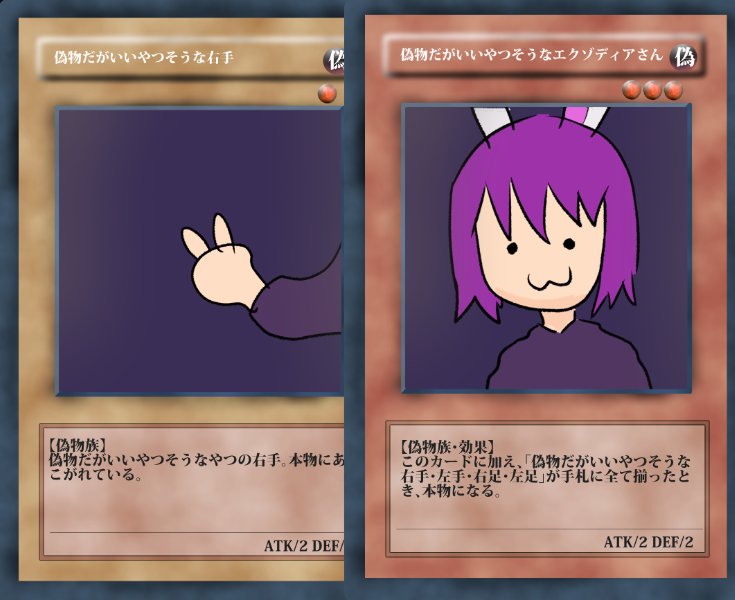 偽物だがいいやつそうな右手
偽
【偽物族】
偽物だがいいやつそうなやつの右手。本物にあ
こがれている。
ATK/2 DEF/
偽物だがいいやつそうなエクゾディアさん
偽
【偽物族・効果】
このカードに加え、「偽物だがいいやつそうな
右手・左手・右足・左足」が手札に全て揃ったと
き、本物になる。
ATK/2 DEF/2